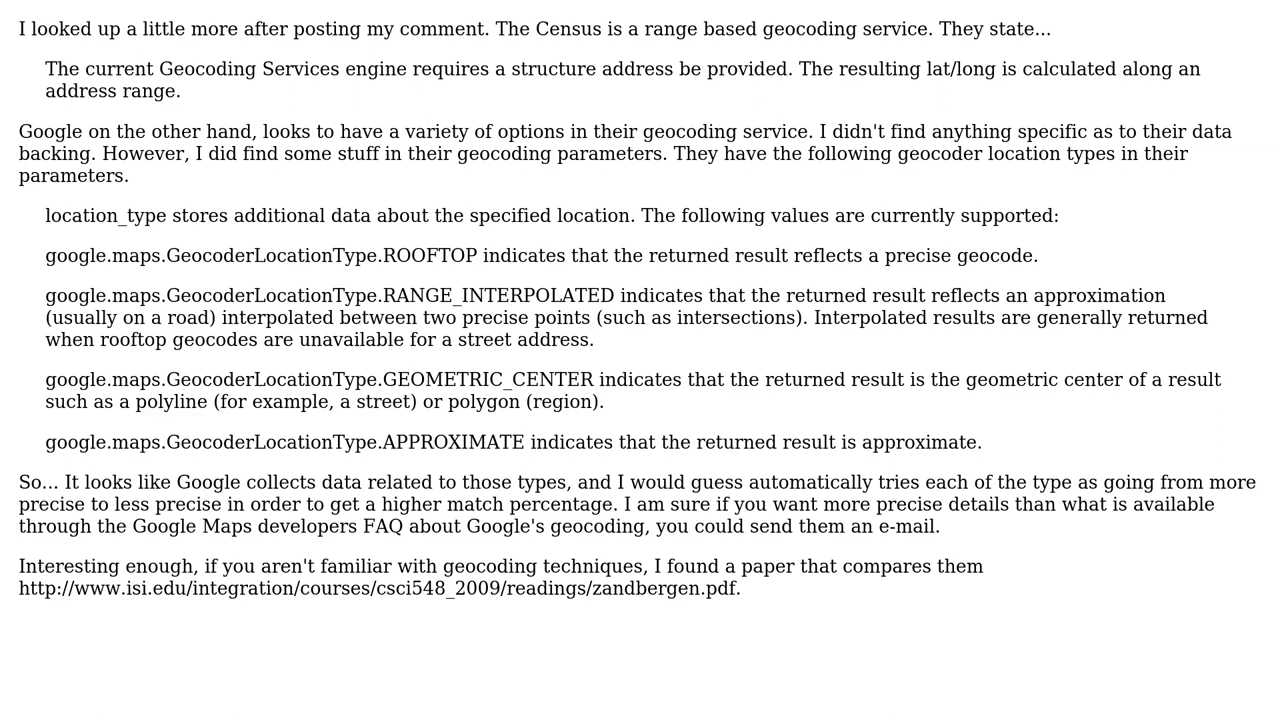 I looked up a little more after posting my comment. The Census is a range based geocoding service. They state...
The current Geocoding Services engine requires a structure address be provided. The resulting lat/long is calculated along an
address range.
Google on the other hand, looks to have a variety of options in their geocoding service. I didn't find anything specific as to their data
backing. However, I did find some stuff in their geocoding parameters. They have the following geocoder location types in their
parameters.
location_type stores additional data about the specified location. The following values are currently supported:
google.maps.GeocoderLocationType.ROOFTOP indicates that the returned result reflects a precise geocode.
google.maps.GeocoderLocationType.RANGE_INTERPOLATED indicates that the returned result reflects an approximation
(usually on a road) interpolated between two precise points (such as intersections). Interpolated results are generally returned
when rooftop geocodes are unavailable for a street address.
google.maps.GeocoderLocationType.GEOMETRIC_CENTER indicates that the returned result is the geometric center of a result
such as a polyline (for example, a street) or polygon (region).
google.maps.GeocoderLocationType.APPROXIMATE indicates that the returned result is approximate.
So... It looks like Google collects data related to those types, and I would guess automatically tries each of the type as going from more
precise to less precise in order to get a higher match percentage. I am sure if you want more precise details than what is available
through the Google Maps developers FAQ about Google's geocoding, you could send them an e-mail.
Interesting enough, if you aren't familiar with geocoding techniques, I found a paper that compares them
http://www.isi.edu/integration/courses/csci548_2009/readings/zandbergen.pdf.